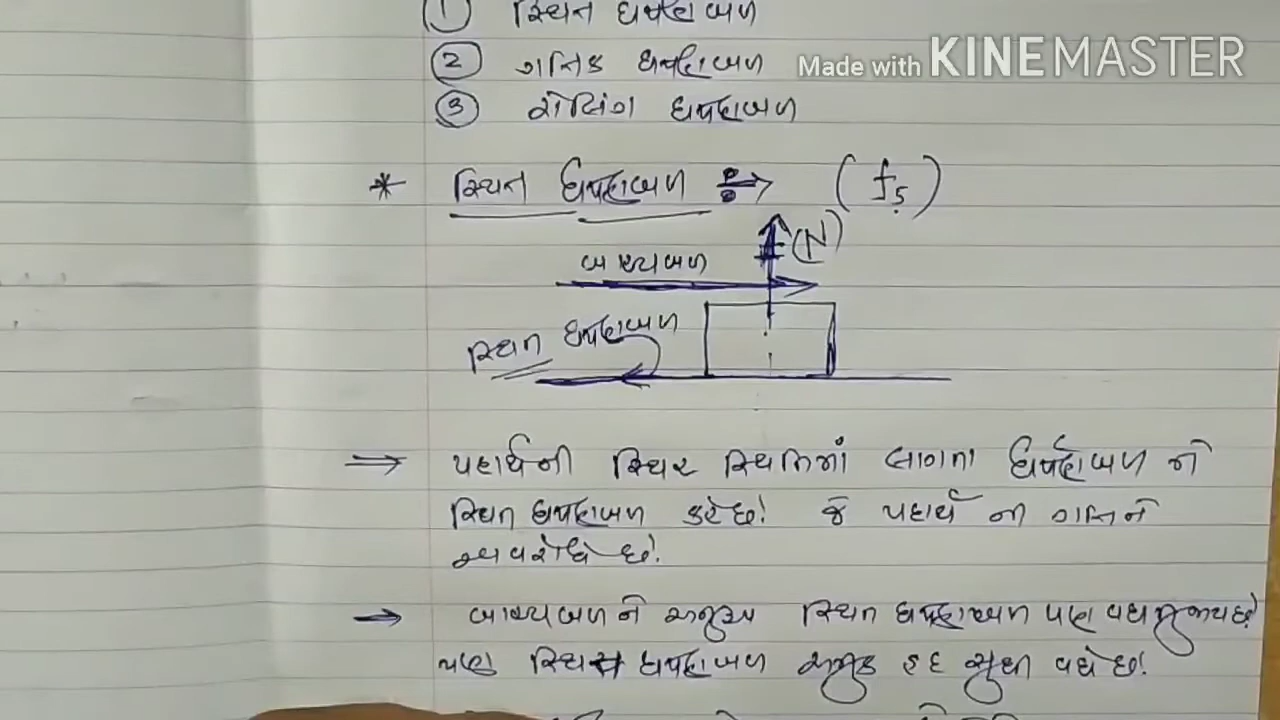 ① સ્થિત ઘર્ષણબળ
② ગતિક ઘર્ષણબળ
③ રોલિંગ ઘર્ષણબળ
Made with KINEMASTER
* સ્થિત ઘર્ષણબળ ⇒ (fs)
(N)
બાહ્યબળ
સ્થિત ઘર્ષણબળ
⇒ પદાર્થની સ્થિર સ્થિતિમાં લાગતા ઘર્ષણબળ ને
સ્થિત ઘર્ષણબળ કહે છે. જે પદાર્થ ની ગતિને
અવરોધે છે.
→ બાહ્યબળ ને અનુરૂપ સ્થિત ઘર્ષણબળ પણ વધતુ જાય છે.
પણ સ્થિત ઘર્ષણબળ અમુક હદ સુધી વધે છે.